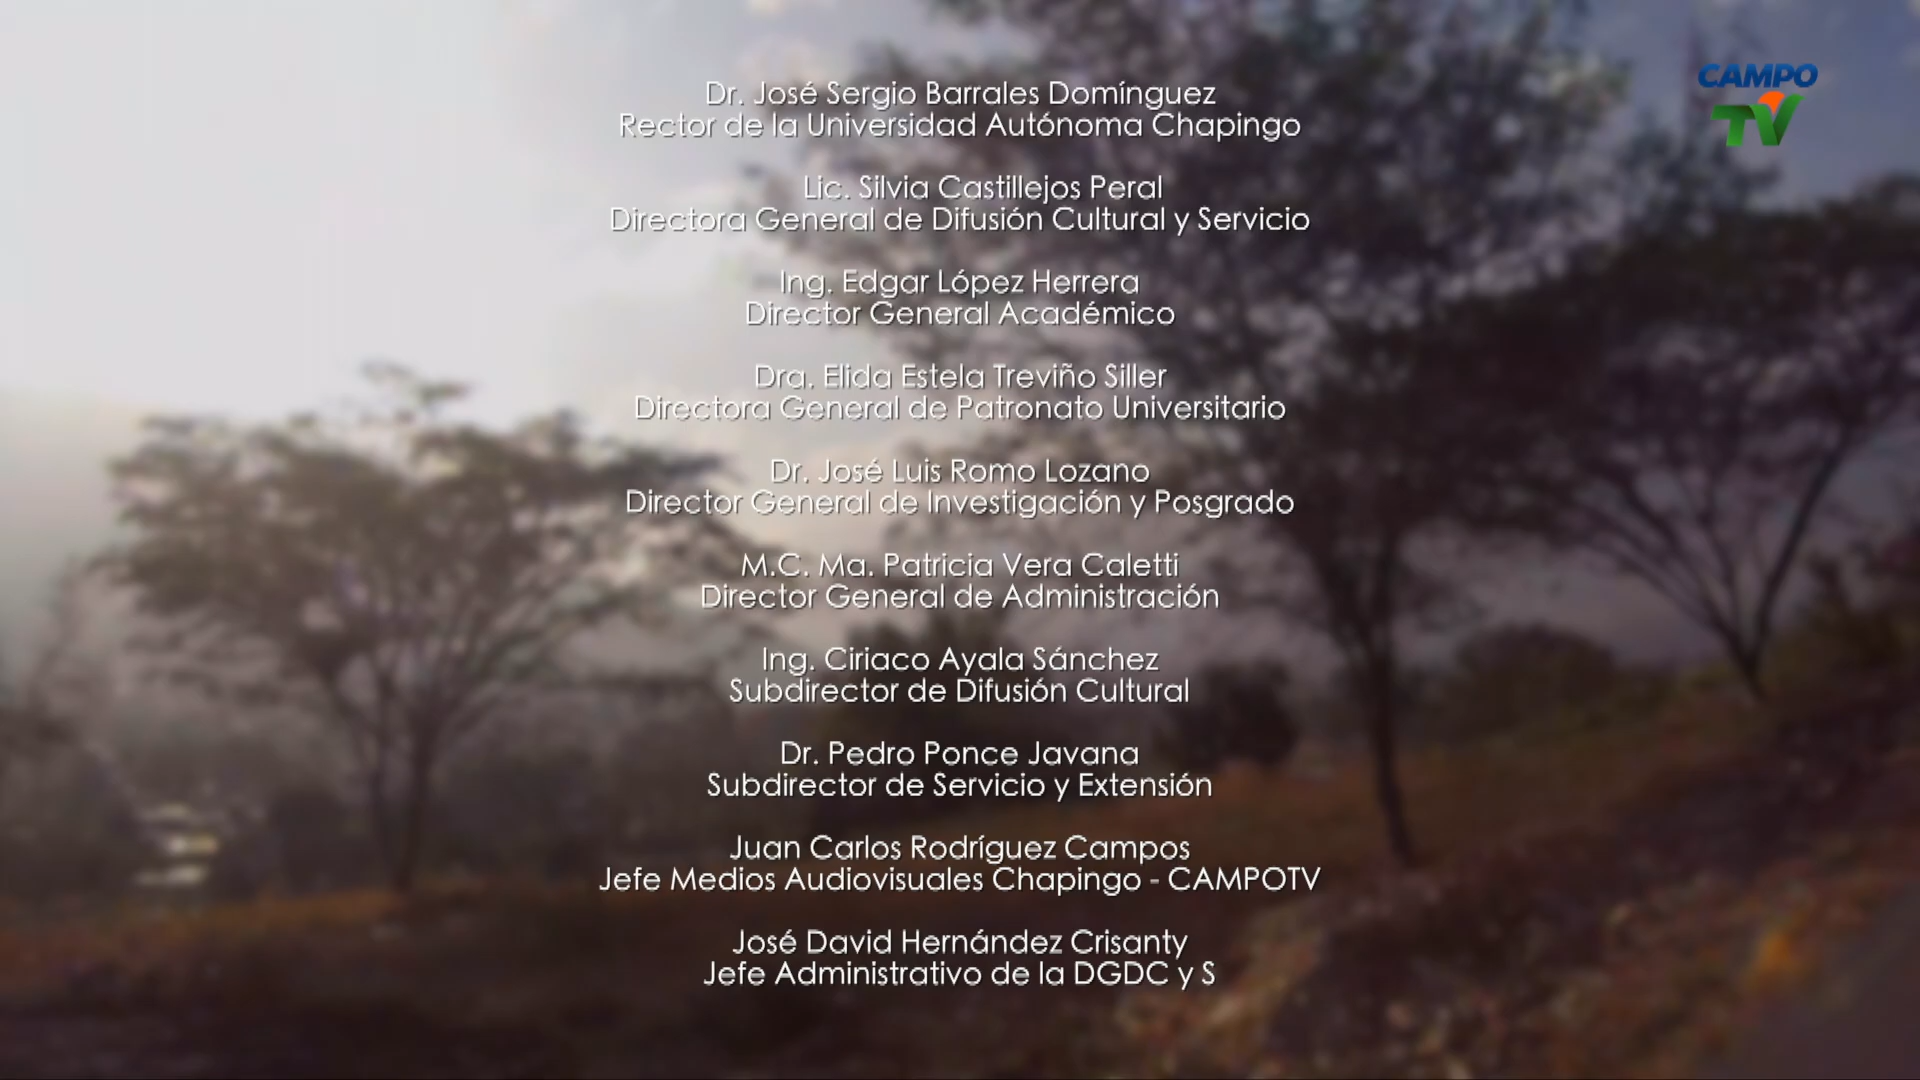 Dr. José Sergio Barrales Domínguez
Rector de la Universidad Autónoma Chapingo
CAMPO
TV
Lic. Silvia Castillejos Peral
Directora General de Difusión Cultural y Servicio
Ing. Edgar López Herrera
Director General Académico
Dra. Elida Estela Treviño Siller
Directora General de Patronato Universitario
Dr. José Luis Romo Lozano
Director General de Investigación y Posgrado
M.C. Ma. Patricia Vera Caletti
Director General de Administración
Ing. Ciriaco Ayala Sánchez
Subdirector de Difusión Cultural
Dr. Pedro Ponce Javana
Subdirector de Servicio y Extensión
Juan Carlos Rodríguez Campos
Jefe Medios Audiovisuales Chapingo - CAMPOTV
José David Hernández Crisanty
Jefe Administrativo de la DGDC y S